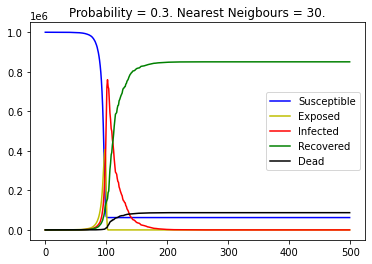 Probability = 0.3. Nearest Neigbours = 30.
1e6
1.0
0.8
0.6
0.4
0.2
0.0
Susceptible
Exposed
Infected
Recovered
Dead
0 100 200 300 400 500